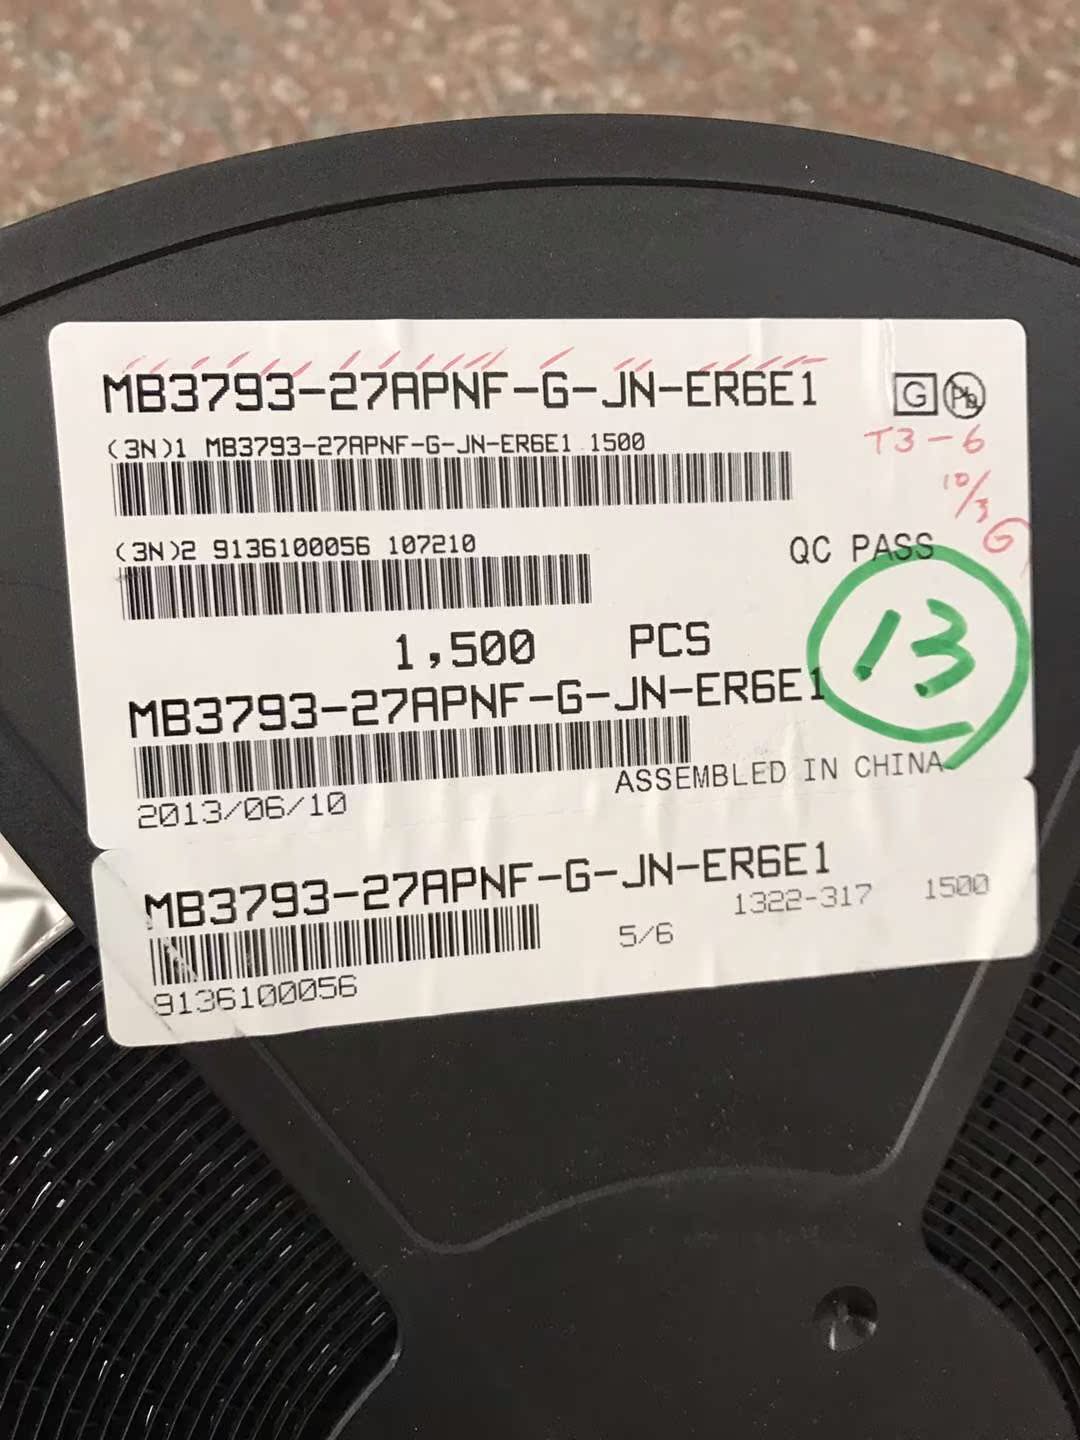 MB3793-27APNF-G-JN-ER6E1
G Pb
(3N)1 MB3793-27APNF-G-JN-ER6E1 1500
T3-6
10/3
G
(3N)2 9136100056 107210
QC PASS
13
1,500 PCS
MB3793-27APNF-G-JN-ER6E1
ASSEMBLED IN CHINA
2013/06/10
MB3793-27APNF-G-JN-ER6E1
5/6 1322-317 1500
9136100056